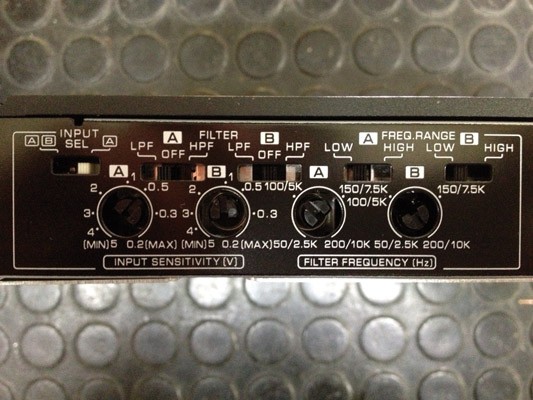 INPUT A FILTER B A FREQ.RANGE B
A B SEL A LPF OFF HPF LPF OFF HPF LOW HIGH LOW HIGH
A 1 B 1 A B
2 0.5 2 0.5 100/5K 150/7.5K 100/5K 150/7.5K
3 0.3 3 0.3
4 4
(MIN)5 0.2(MAX) (MIN)5 0.2(MAX) 50/2.5K 200/10K 50/2.5K 200/10K
INPUT SENSITIVITY (V) FILTER FREQUENCY (Hz)